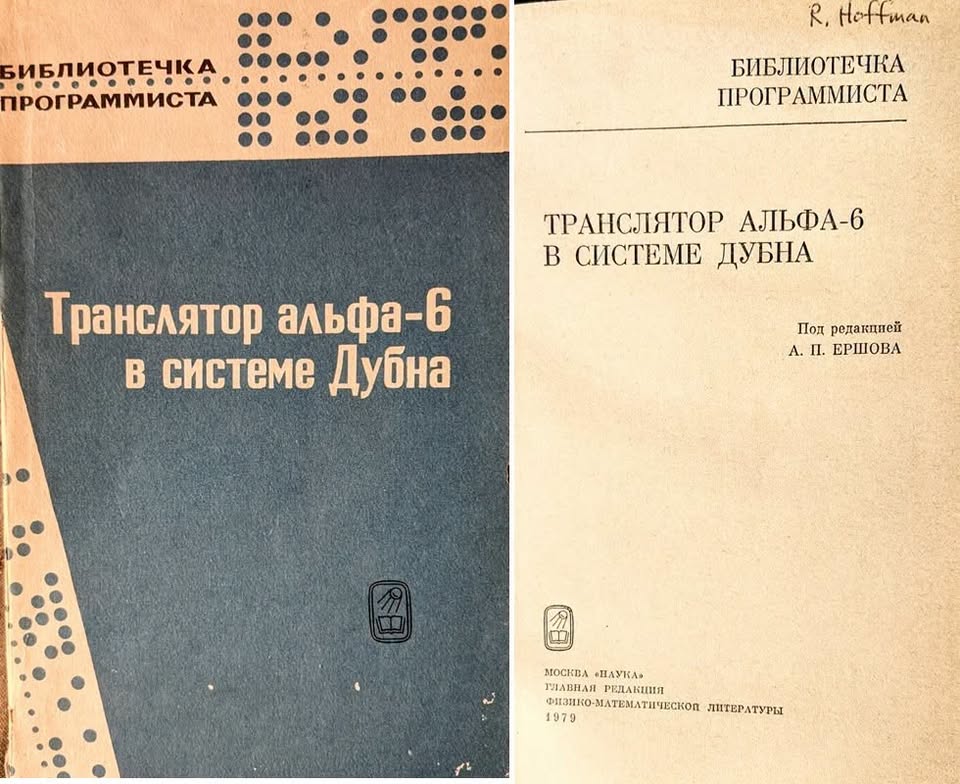 БИБЛИОТЕЧКА
ПРОГРАММИСТА
Транслятор альфа-6
в системе Дубна
R. Hoffman
БИБЛИОТЕЧКА
ПРОГРАММИСТА
ТРАНСЛЯТОР АЛЬФА-6
В СИСТЕМЕ ДУБНА
Под редакцией
А. П. ЕРШОВА
МОСКВА «НАУКА»
ГЛАВНАЯ РЕДАКЦИЯ
ФИЗИКО-МАТЕМАТИЧЕСКОЙ ЛИТЕРАТУРЫ
1979